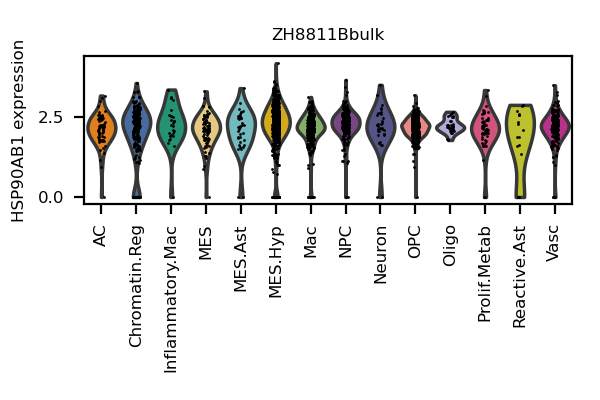 ZH8811Bbulk
HSP90AB1 expression
2.5
0.0
AC
Chromatin.Reg
Inflammatory.Mac
MES
MES.Ast
MES.Hyp
Mac
NPC
Neuron
OPC
Oligo
Prolif.Metab
Reactive.Ast
Vasc